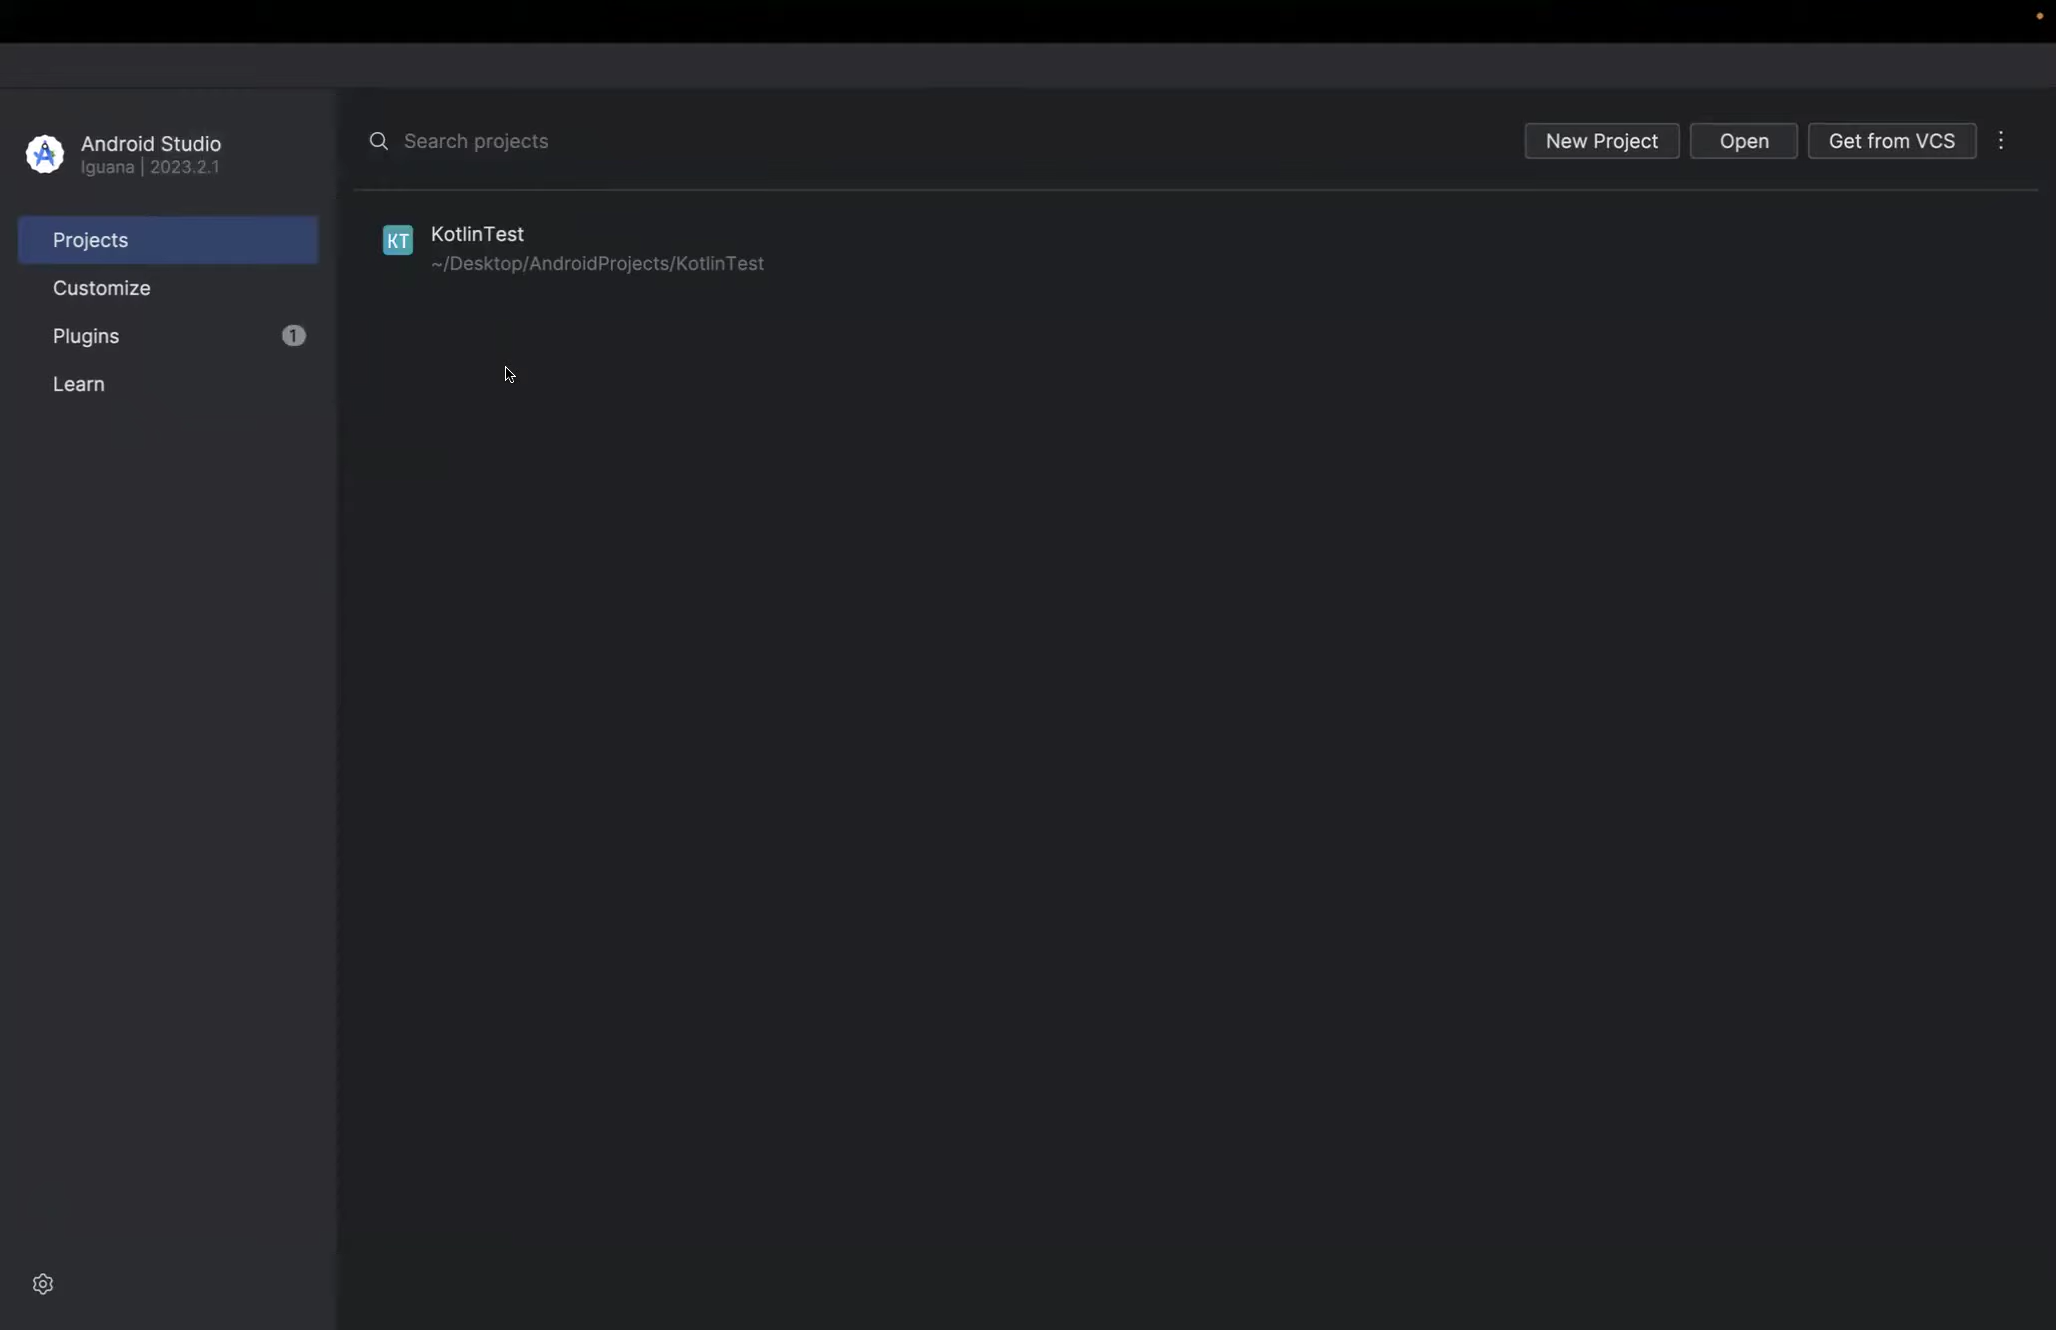 Android Studio
Iguana | 2023.2.1
Projects
Customize
Plugins 1
Learn
Search projects
New Project
Open
Get from VCS
KT
KotlinTest
~/Desktop/AndroidProjects/KotlinTest